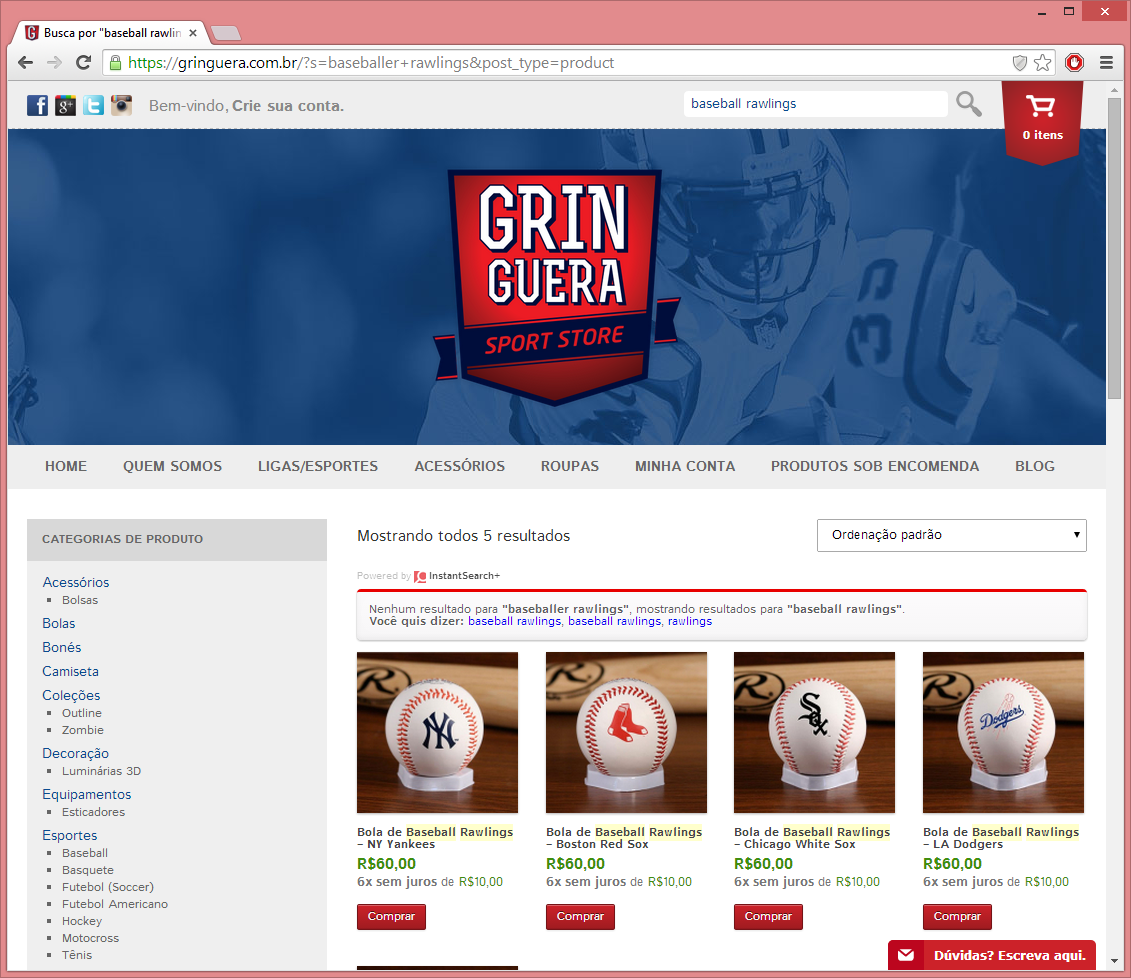 Busca por "baseball rawlin
https://gringuera.com.br/?s=baseballer+rawlings&post_type=product
Bem-vindo, Crie sua conta.
baseball rawlings
0 itens
GRIN
GUERA
SPORT STORE
HOME QUEM SOMOS LIGAS/ESPORTES ACESSÓRIOS ROUPAS MINHA CONTA PRODUTOS SOB ENCOMENDA BLOG
CATEGORIAS DE PRODUTO
Acessórios
Bolsas
Bolas
Bonés
Camiseta
Coleções
Outline
Zombie
Decoração
Luminárias 3D
Equipamentos
Esticadores
Esportes
Baseball
Basquete
Futebol (Soccer)
Futebol Americano
Hockey
Motocross
Tênis
Mostrando todos 5 resultados
Ordenação padrão
Powered by InstantSearch+
Nenhum resultado para "baseballer rawlings", mostrando resultados para "baseball rawlings".
Você quis dizer: baseball rawlings, baseball rawlings, rawlings
Bola de Baseball Rawlings
– NY Yankees
R$60,00
6x sem juros de R$10,00
Comprar
Bola de Baseball Rawlings
– Boston Red Sox
R$60,00
6x sem juros de R$10,00
Comprar
Bola de Baseball Rawlings
– Chicago White Sox
R$60,00
6x sem juros de R$10,00
Comprar
Bola de Baseball Rawlings
– LA Dodgers
R$60,00
6x sem juros de R$10,00
Comprar
Dúvidas? Escreva aqui.
NY
Sox
Dodgers
R
R
R
R
33
NFL